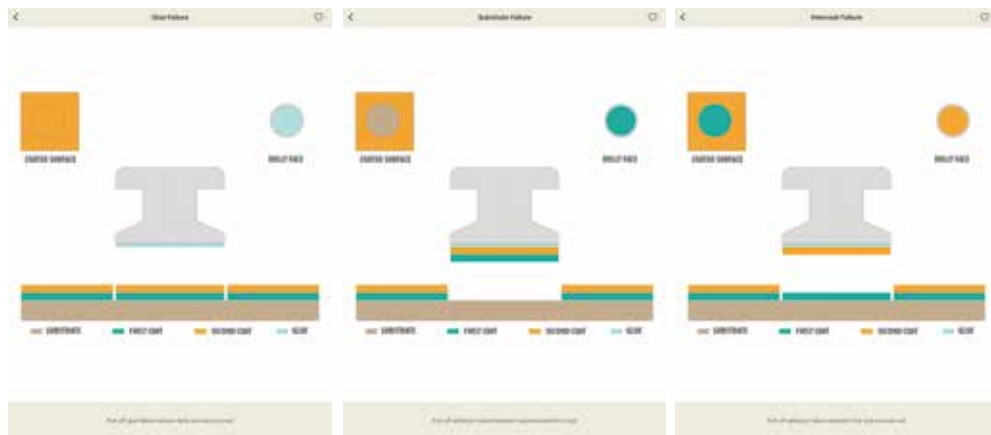 Glue Failure
COATED SURFACE
DOLLY FACE
SUBSTRATE
FIRST COAT
SECOND COAT
GLUE
Substrate Failure
COATED SURFACE
DOLLY FACE
SUBSTRATE
FIRST COAT
SECOND COAT
GLUE
Intercoat Failure
COATED SURFACE
DOLLY FACE
SUBSTRATE
FIRST COAT
SECOND COAT
GLUE